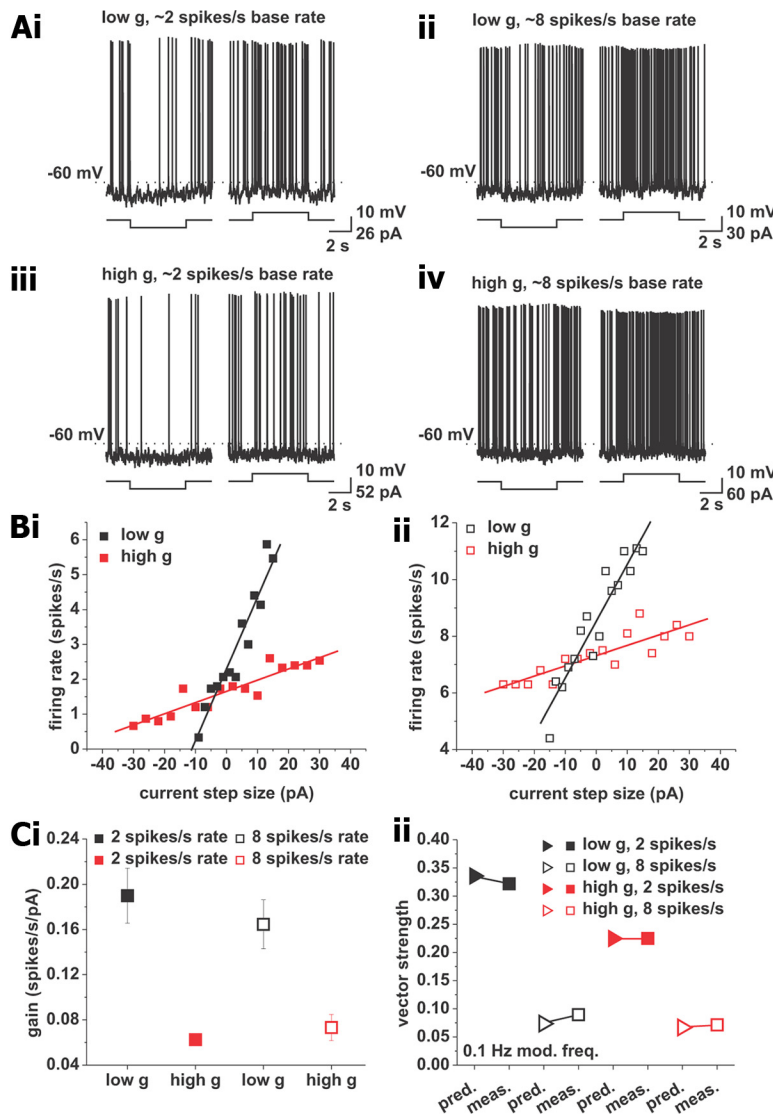 Ai
low g, ~2 spikes/s base rate
-60 mV
10 mV
26 pA
2 s
ii
low g, ~8 spikes/s base rate
-60 mV
10 mV
30 pA
2 s
iii
high g, ~2 spikes/s base rate
-60 mV
10 mV
52 pA
2 s
iv
high g, ~8 spikes/s base rate
-60 mV
10 mV
60 pA
2 s
Bi
low g
high g
firing rate (spikes/s)
6
5
4
3
2
1
0
-40 -30 -20 -10 0 10 20 30 40
current step size (pA)
ii
low g
high g
firing rate (spikes/s)
12
10
8
6
4
-40 -30 -20 -10 0 10 20 30 40
current step size (pA)
Ci
2 spikes/s rate 8 spikes/s rate
2 spikes/s rate 8 spikes/s rate
gain (spikes/s/pA)
0.24
0.20
0.16
0.12
0.08
0.04
low g high g low g high g
ii
low g, 2 spikes/s
low g, 8 spikes/s
high g, 2 spikes/s
high g, 8 spikes/s
vector strength
0.40
0.35
0.30
0.25
0.20
0.15
0.10
0.05
0.00
0.1 Hz mod. freq.
pred. meas. pred. meas. pred. meas. pred. meas.